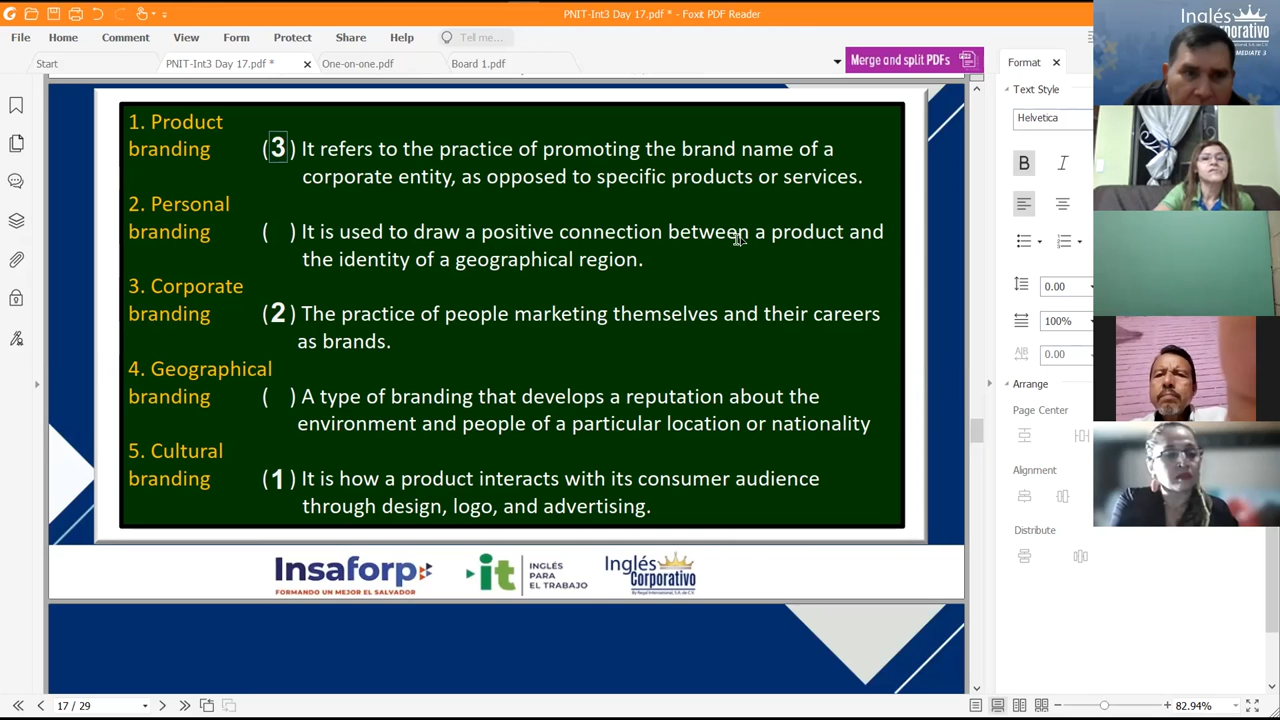 PNIT-Int3 Day 17.pdf * - Foxit PDF Reader
File Home Comment View Form Protect Share Help Tell me...
Start PNIT-Int3 Day 17.pdf * One-on-one.pdf Board 1.pdf Merge and split PDFs
Format
Text Style
Helvetica
B I
0.00
100%
0.00
Arrange
Page Center
Alignment
Distribute
1. Product
branding (3) It refers to the practice of promoting the brand name of a
corporate entity, as opposed to specific products or services.
2. Personal
branding ( ) It is used to draw a positive connection between a product and
the identity of a geographical region.
3. Corporate
branding (2) The practice of people marketing themselves and their careers
as brands.
4. Geographical
branding ( ) A type of branding that develops a reputation about the
environment and people of a particular location or nationality
5. Cultural
branding (1) It is how a product interacts with its consumer audience
through design, logo, and advertising.
Insaforp
FORMANDO UN MEJOR EL SALVADOR
it INGLÉS
PARA
EL TRABAJO
Inglés
Corporativo
By Royal International, S.A. de C.V.
Inglés
Corporativo
MEDIATE 3
17 / 29
82.94%